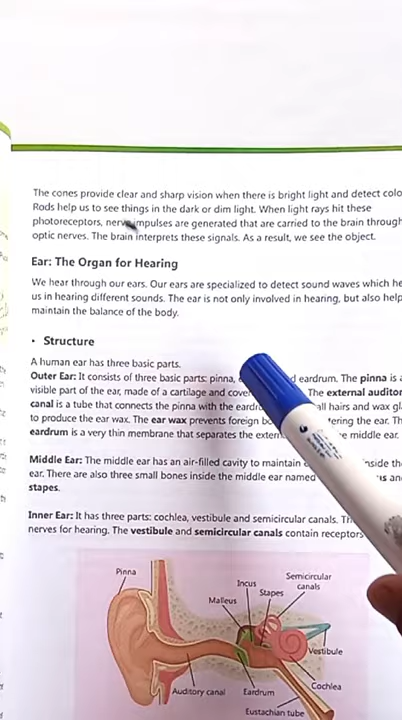 The cones provide clear and sharp vision when there is bright light and detect colo
Rods help us to see things in the dark or dim light. When light rays hit these
photoreceptors, nerve impulses are generated that are carried to the brain through
optic nerves. The brain interprets these signals. As a result, we see the object.
Ear: The Organ for Hearing
We hear through our ears. Our ears are specialized to detect sound waves which he
us in hearing different sounds. The ear is not only involved in hearing, but also help
maintain the balance of the body.
• Structure
A human ear has three basic parts.
Outer Ear: It consists of three basic parts: pinna, eardrum. The pinna is a
visible part of the ear, made of a cartilage and cover The external auditor
canal is a tube that connects the pinna with the eardr all hairs and wax gl
to produce the ear wax. The ear wax prevents foreign bo tering the ear. Th
eardrum is a very thin membrane that separates the extern e middle ear.
Middle Ear: The middle ear has an air-filled cavity to maintain nside the
ear. There are also three small bones inside the middle ear named us an
stapes.
Inner Ear: It has three parts: cochlea, vestibule and semicircular canals. Th
nerves for hearing. The vestibule and semicircular canals contain receptors
Pinna
Semicircular
canals
Incus
Stapes
Malleus
Vestibule
Cochlea
Auditory canal
Eardrum
Eustachian tube